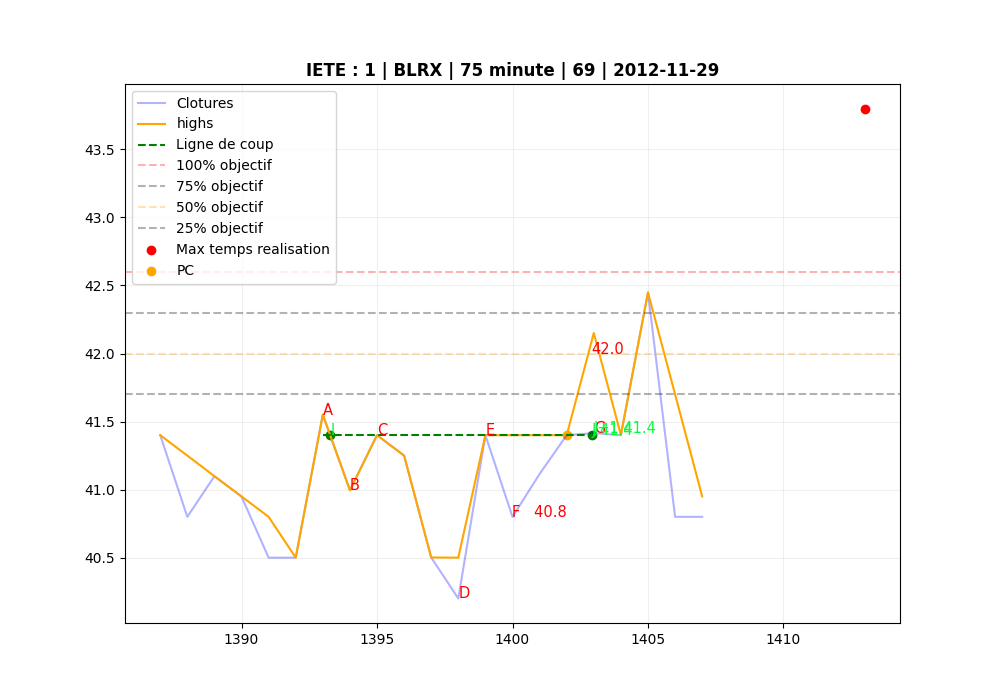 IETE : 1 | BLRX | 75 minute | 69 | 2012-11-29
Clotures
highs
Ligne de coup
100% objectif
75% objectif
50% objectif
25% objectif
Max temps realisation
PC
43.5
43.0
42.5
42.0
41.5
41.0
40.5
A
I
B
C
D
E
F 40.8
42.0
G
41.4
1390
1395
1400
1405
1410